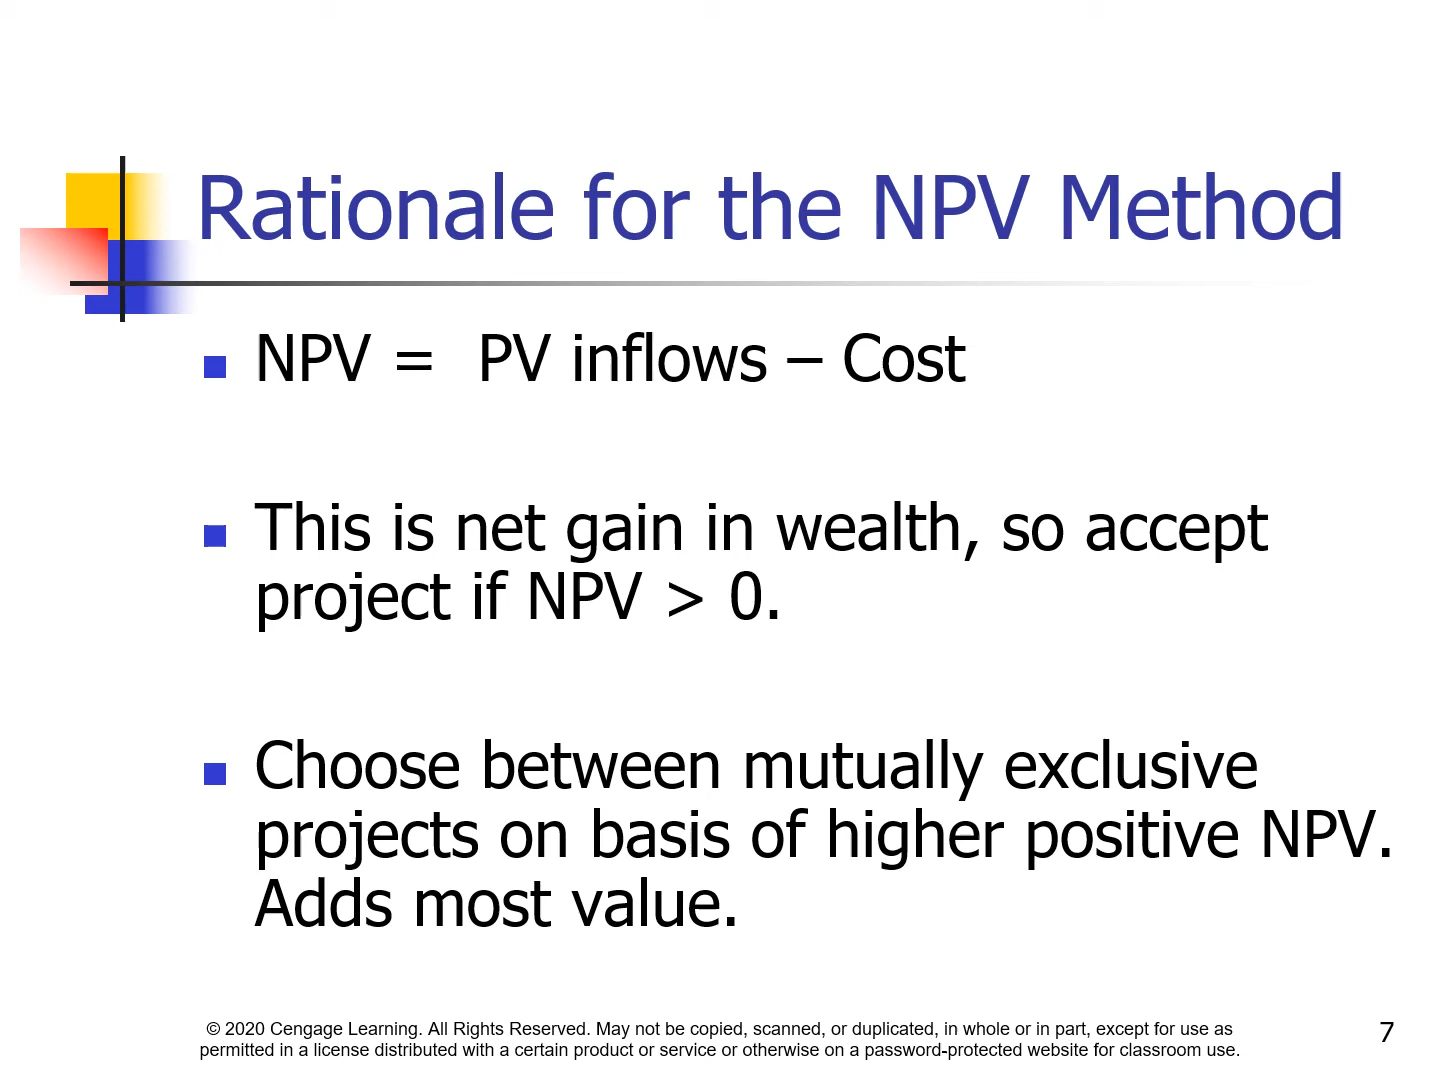 Rationale for the NPV Method
NPV =  PV inflows – Cost
This is net gain in wealth, so accept
project if NPV > 0.
Choose between mutually exclusive
projects on basis of higher positive NPV.
Adds most value.
© 2020 Cengage Learning. All Rights Reserved. May not be copied, scanned, or duplicated, in whole or in part, except for use as
permitted in a license distributed with a certain product or service or otherwise on a password-protected website for classroom use.
7